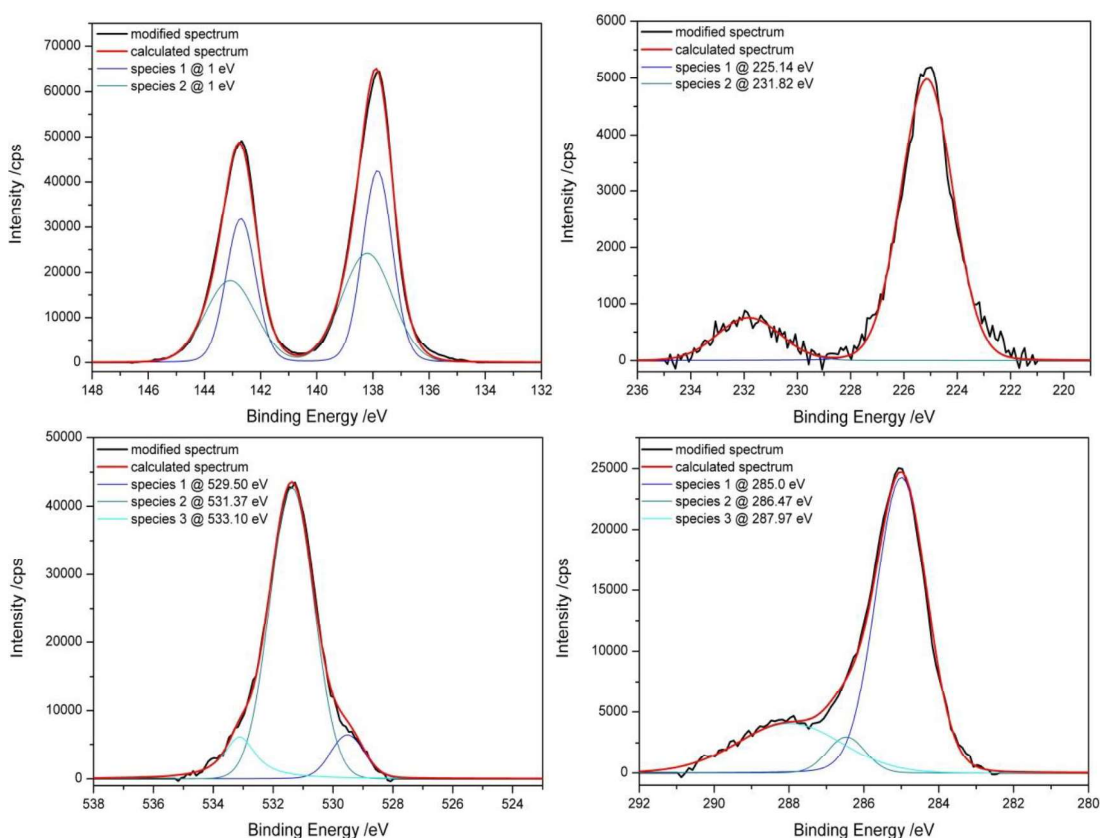 modified spectrum
calculated spectrum
species 1 @ 1 eV
species 2 @ 1 eV
70000
60000
50000
40000
30000
20000
10000
0
Intensity /cps
148 146 144 142 140 138 136 134 132
Binding Energy /eV
modified spectrum
calculated spectrum
species 1 @ 225.14 eV
species 2 @ 231.82 eV
6000
5000
4000
3000
2000
1000
0
Intensity /cps
236 234 232 230 228 226 224 222 220
Binding Energy /eV
modified spectrum
calculated spectrum
species 1 @ 529.50 eV
species 2 @ 531.37 eV
species 3 @ 533.10 eV
50000
40000
30000
20000
10000
0
Intensity /cps
538 536 534 532 530 528 526 524
Binding Energy /eV
modified spectrum
calculated spectrum
species 1 @ 285.0 eV
species 2 @ 286.47 eV
species 3 @ 287.97 eV
25000
20000
15000
10000
5000
0
Intensity /cps
292 290 288 286 284 282 280
Binding Energy /eV